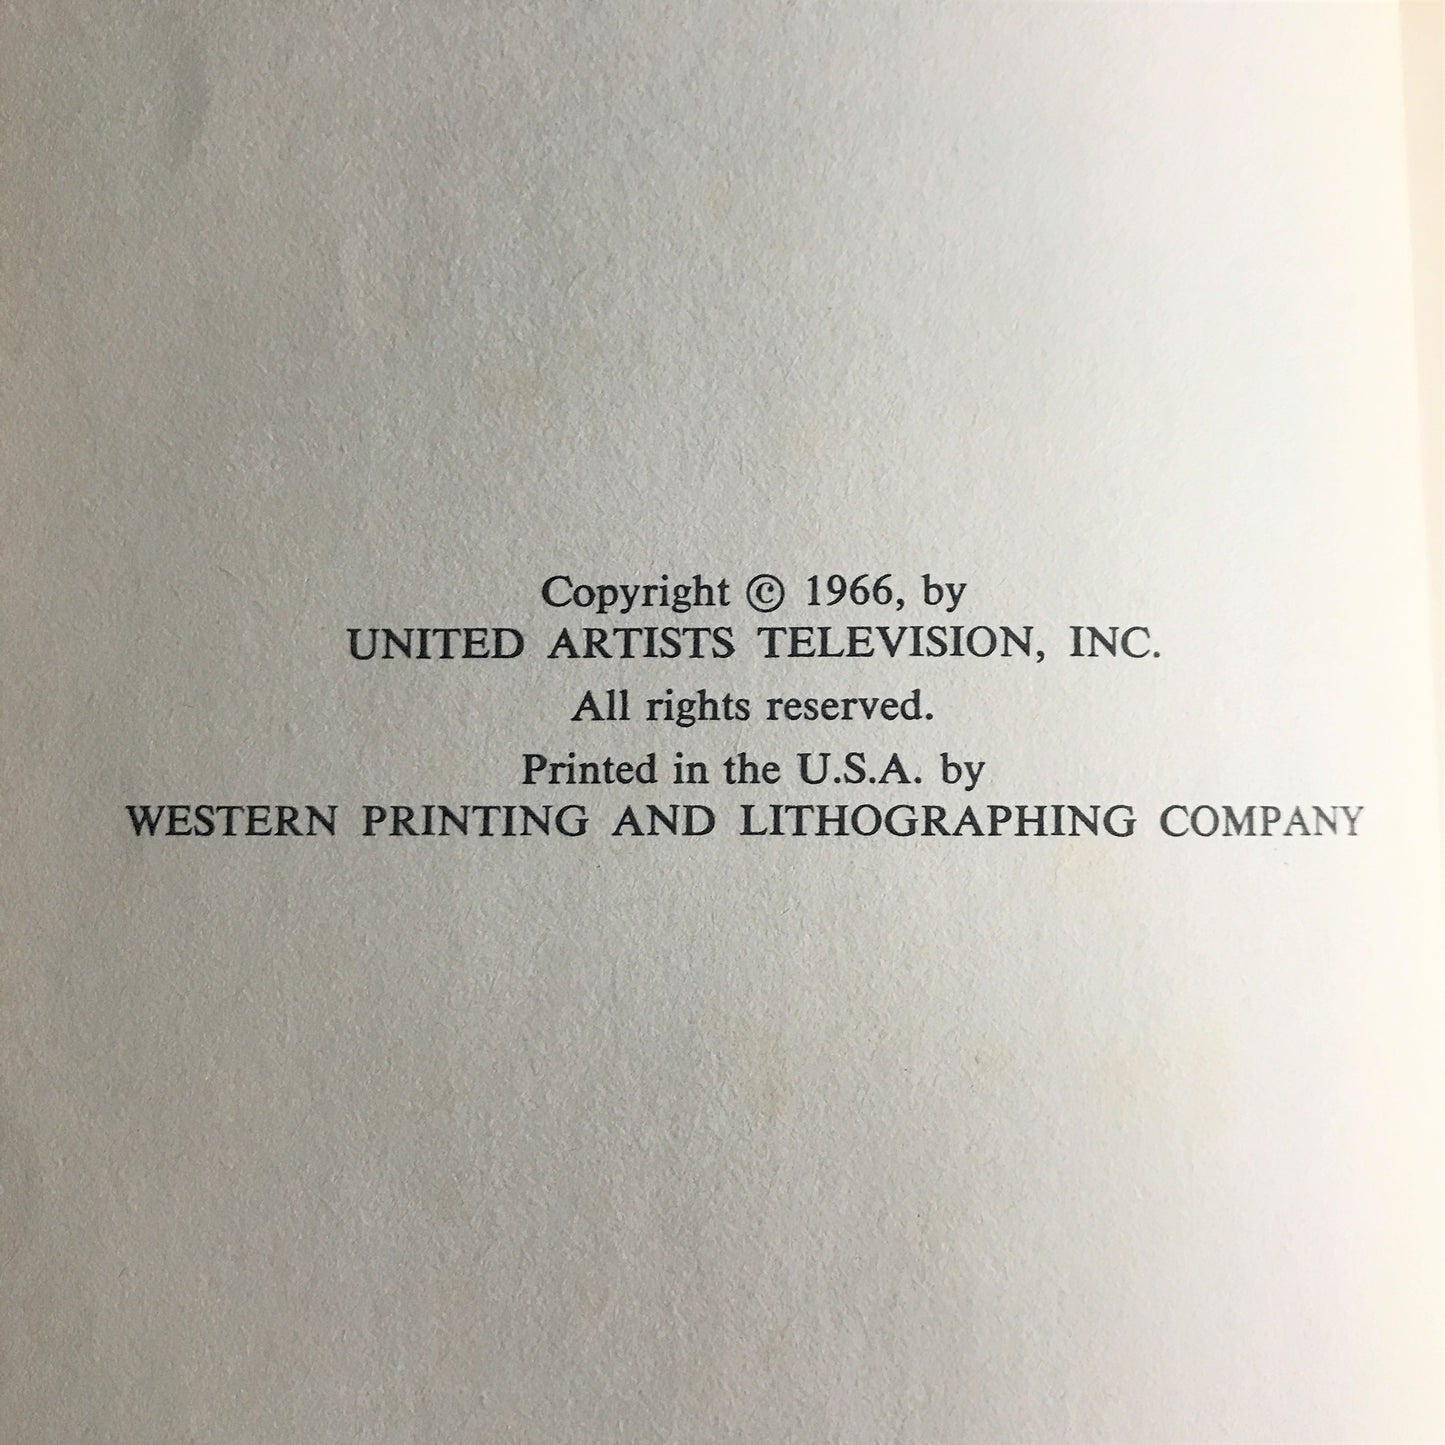 Copyright © 1966, by
UNITED ARTISTS TELEVISION, INC.
All rights reserved.
Printed in the U.S.A. by
WESTERN PRINTING AND LITHOGRAPHING COMPANY